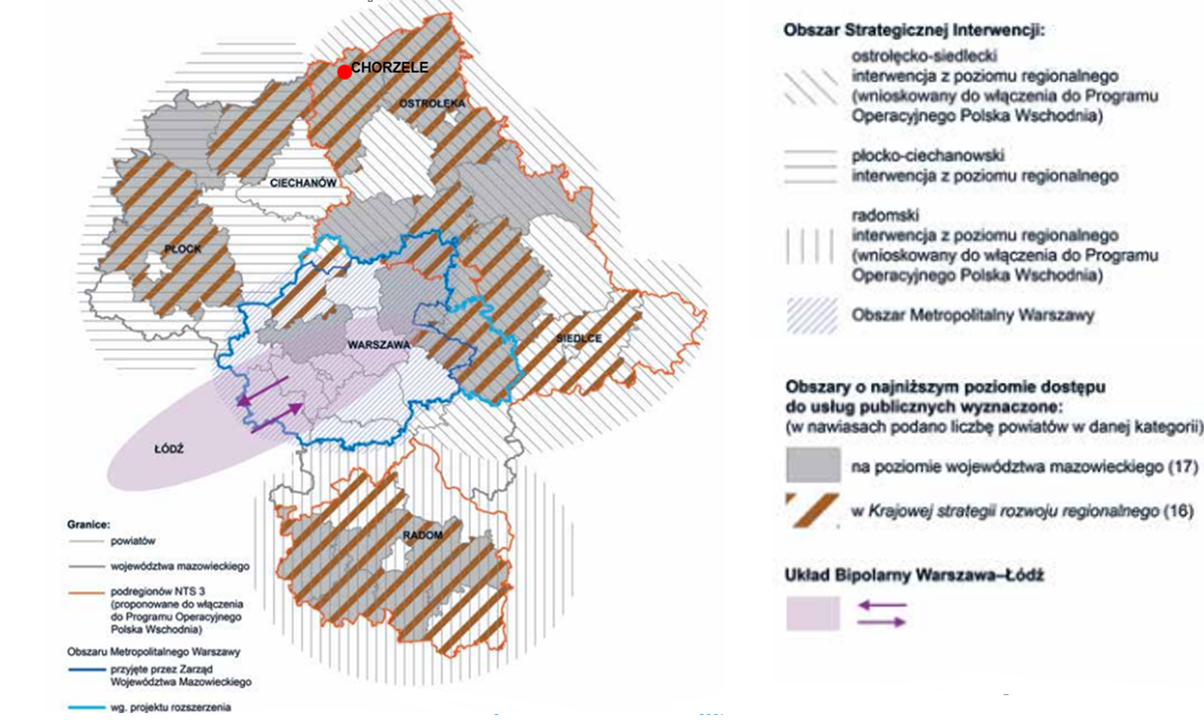 CHORZELE
OSTROŁĘKA
CIECHANÓW
PŁOCK
WARSZAWA
SIEDLCE
ŁÓDŹ
RADOM
Granice:
powiatów
województwa mazowieckiego
podregionów NTS 3
(proponowane do włączenia
do Programu Operacyjnego
Polska Wschodnia)
Obszaru Metropolitalnego Warszawy
przyjęte przez Zarząd
Województwa Mazowieckiego
wg. projektu rozszerzenia
Obszar Strategicznej Interwencji:
ostrołęcko-siedlecki
interwencja z poziomu regionalnego
(wnioskowany do włączenia do Programu
Operacyjnego Polska Wschodnia)
płocko-ciechanowski
interwencja z poziomu regionalnego
radomski
interwencja z poziomu regionalnego
(wnioskowany do włączenia do Programu
Operacyjnego Polska Wschodnia)
Obszar Metropolitalny Warszawy
Obszary o najniższym poziomie dostępu
do usług publicznych wyznaczone:
(w nawiasach podano liczbę powiatów w danej kategorii)
na poziomie województwa mazowieckiego (17)
w Krajowej strategii rozwoju regionalnego (16)
Układ Bipolarny Warszawa–Łódź